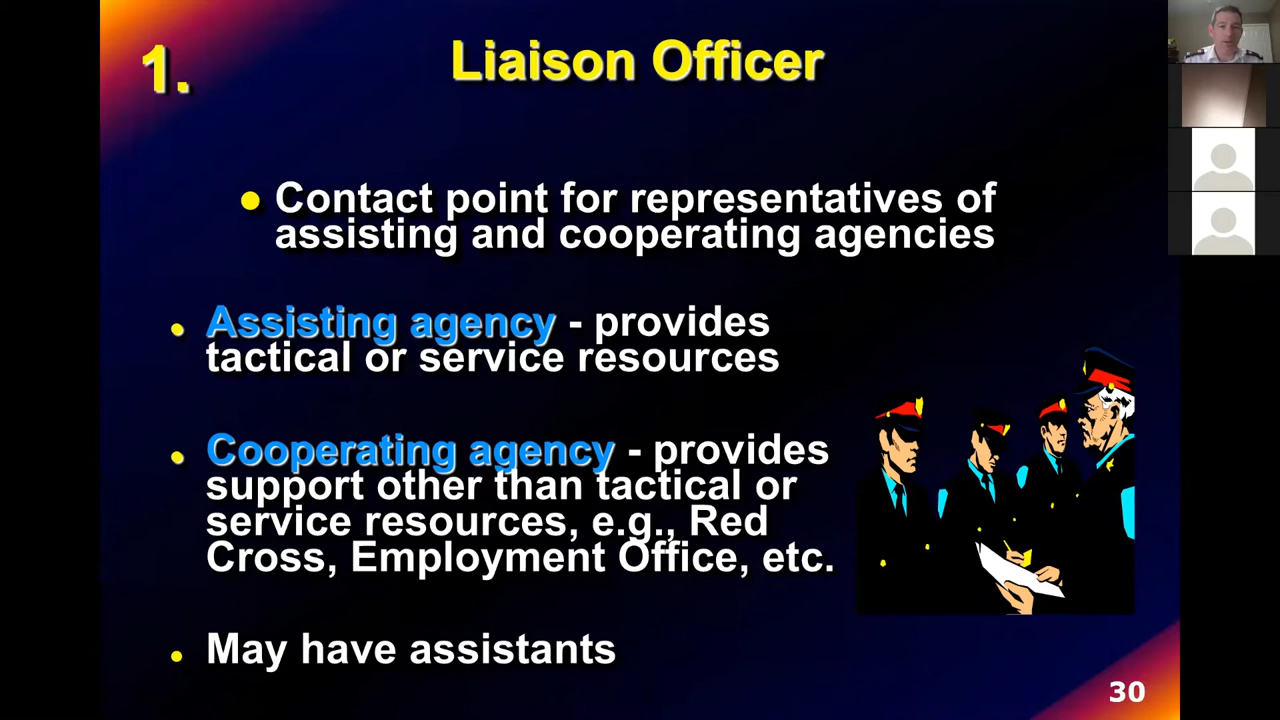 1.
Liaison Officer
● Contact point for representatives of
assisting and cooperating agencies
● Assisting agency - provides
tactical or service resources
● Cooperating agency - provides
support other than tactical or
service resources, e.g., Red
Cross, Employment Office, etc.
● May have assistants
30